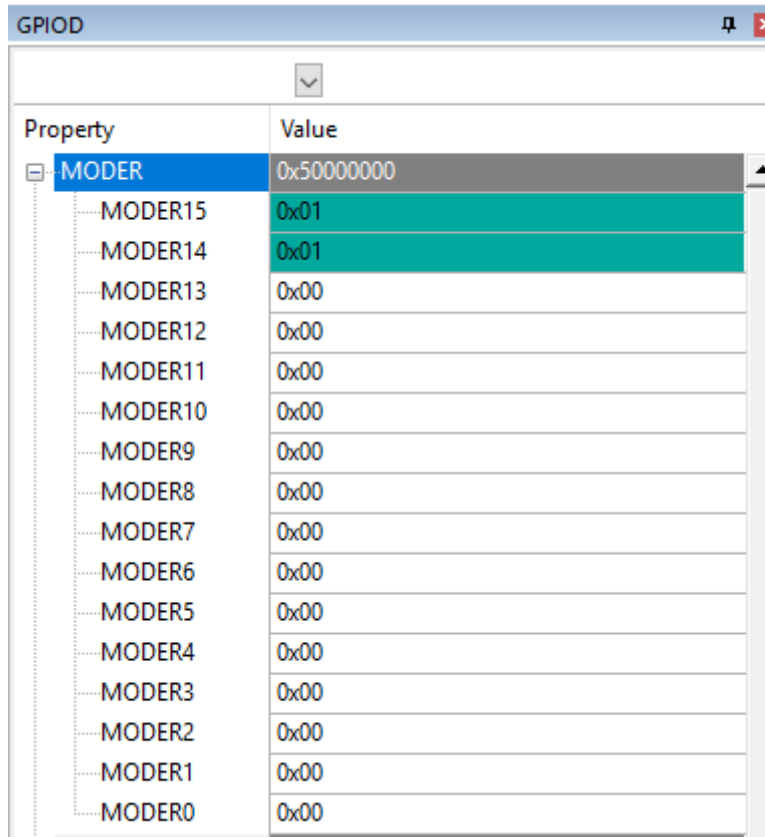 GPIOD
Property Value
MODER 0x50000000
MODER15 0x01
MODER14 0x01
MODER13 0x00
MODER12 0x00
MODER11 0x00
MODER10 0x00
MODER9 0x00
MODER8 0x00
MODER7 0x00
MODER6 0x00
MODER5 0x00
MODER4 0x00
MODER3 0x00
MODER2 0x00
MODER1 0x00
MODER0 0x00